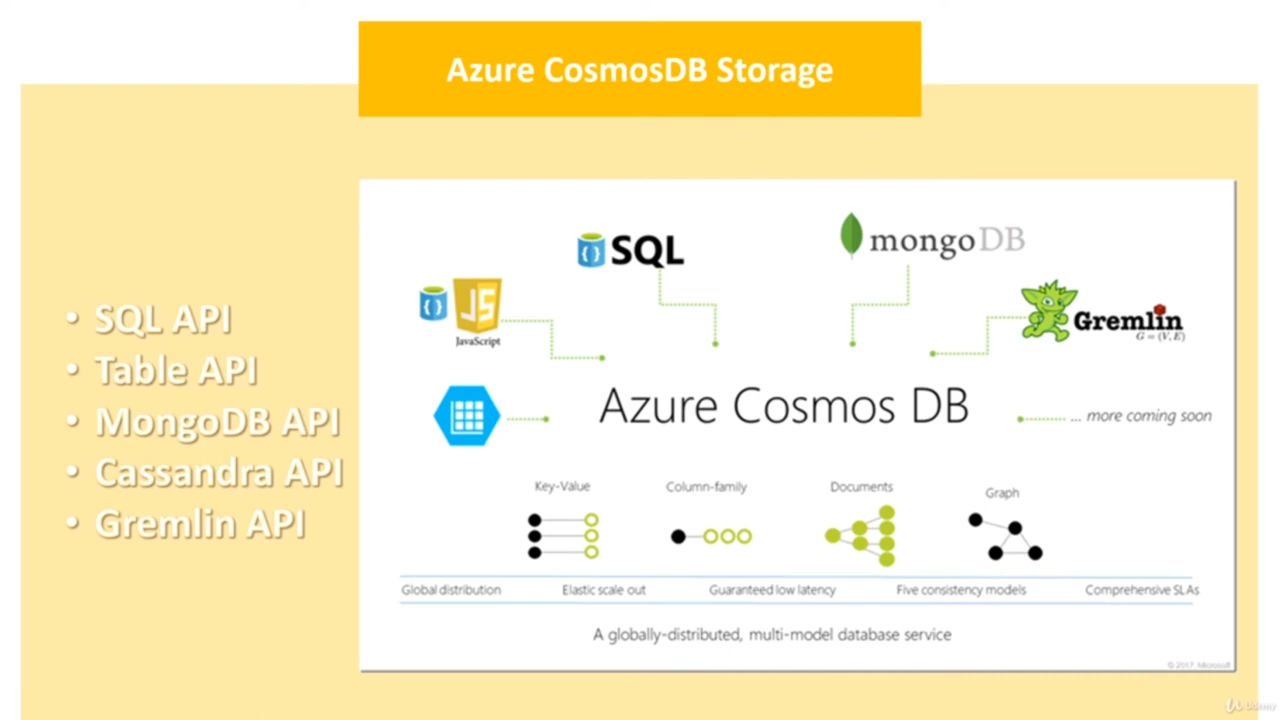 Azure CosmosDB Storage
• SQL API
• Table API
• MongoDB API
• Cassandra API
• Gremlin API
SQL
mongoDB
JS
JavaScript
Gremlin
G = (V, E)
Azure Cosmos DB
... more coming soon
Key-Value
Column-family
Documents
Graph
Global distribution
Elastic scale out
Guaranteed low latency
Five consistency models
Comprehensive SLAs
A globally-distributed, multi-model database service
© 2017 Microsoft
Udemy